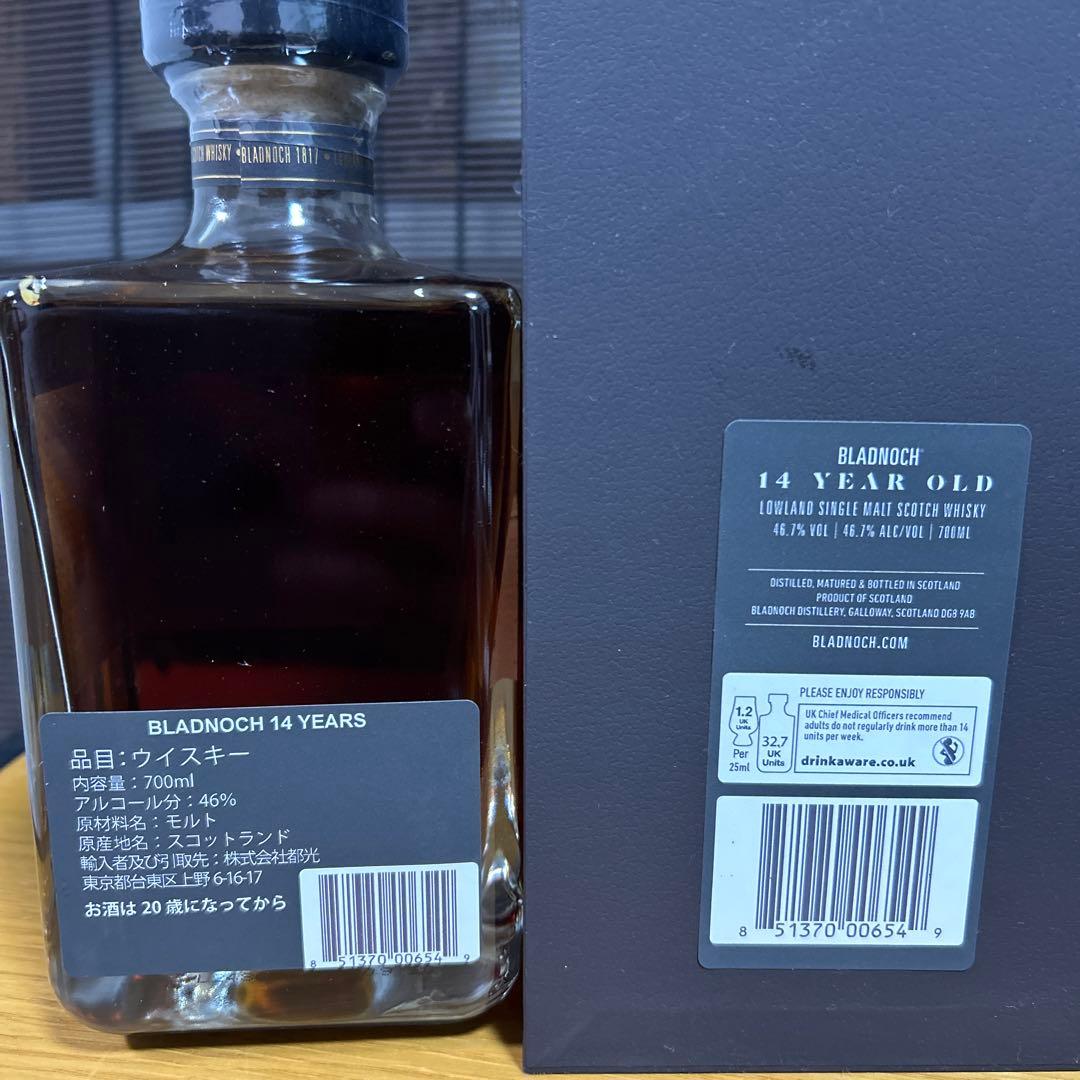 SCOTCH WHISKY • BLADNOCH 1817 •
BLADNOCH 14 YEARS
品目：ウイスキー
内容量：700ml
アルコール分：46%
原材料名：モルト
原産地名：スコットランド
輸入者及び引取先：株式会社都光
東京都台東区上野 6-16-17
お酒は 20 歳になってから
8 51370 00654 9
BLADNOCH
14 YEAR OLD
LOWLAND SINGLE MALT SCOTCH WHISKY
46.7% VOL | 46.7% ALC/VOL | 700ML
DISTILLED, MATURED & BOTTLED IN SCOTLAND
PRODUCT OF SCOTLAND
BLADNOCH DISTILLERY, GALLOWAY, SCOTLAND DG8 9AB
BLADNOCH.COM
PLEASE ENJOY RESPONSIBLY
1.2
UK
Units
Per
25ml
32.7
UK
Units
UK Chief Medical Officers recommend
adults do not regularly drink more than 14
units per week.
drinkaware.co.uk
8 51370 00654 9